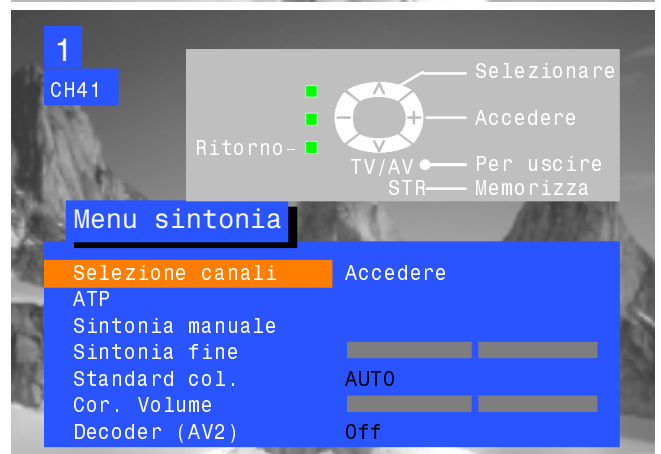 1
CH41
Selezionare
Accedere
Ritorno
TV/AV Per uscire
STR Memorizza
Menu sintonia
Selezione canali Accedere
ATP
Sintonia manuale
Sintonia fine
Standard col. AUTO
Cor. Volume
Decoder (AV2) Off